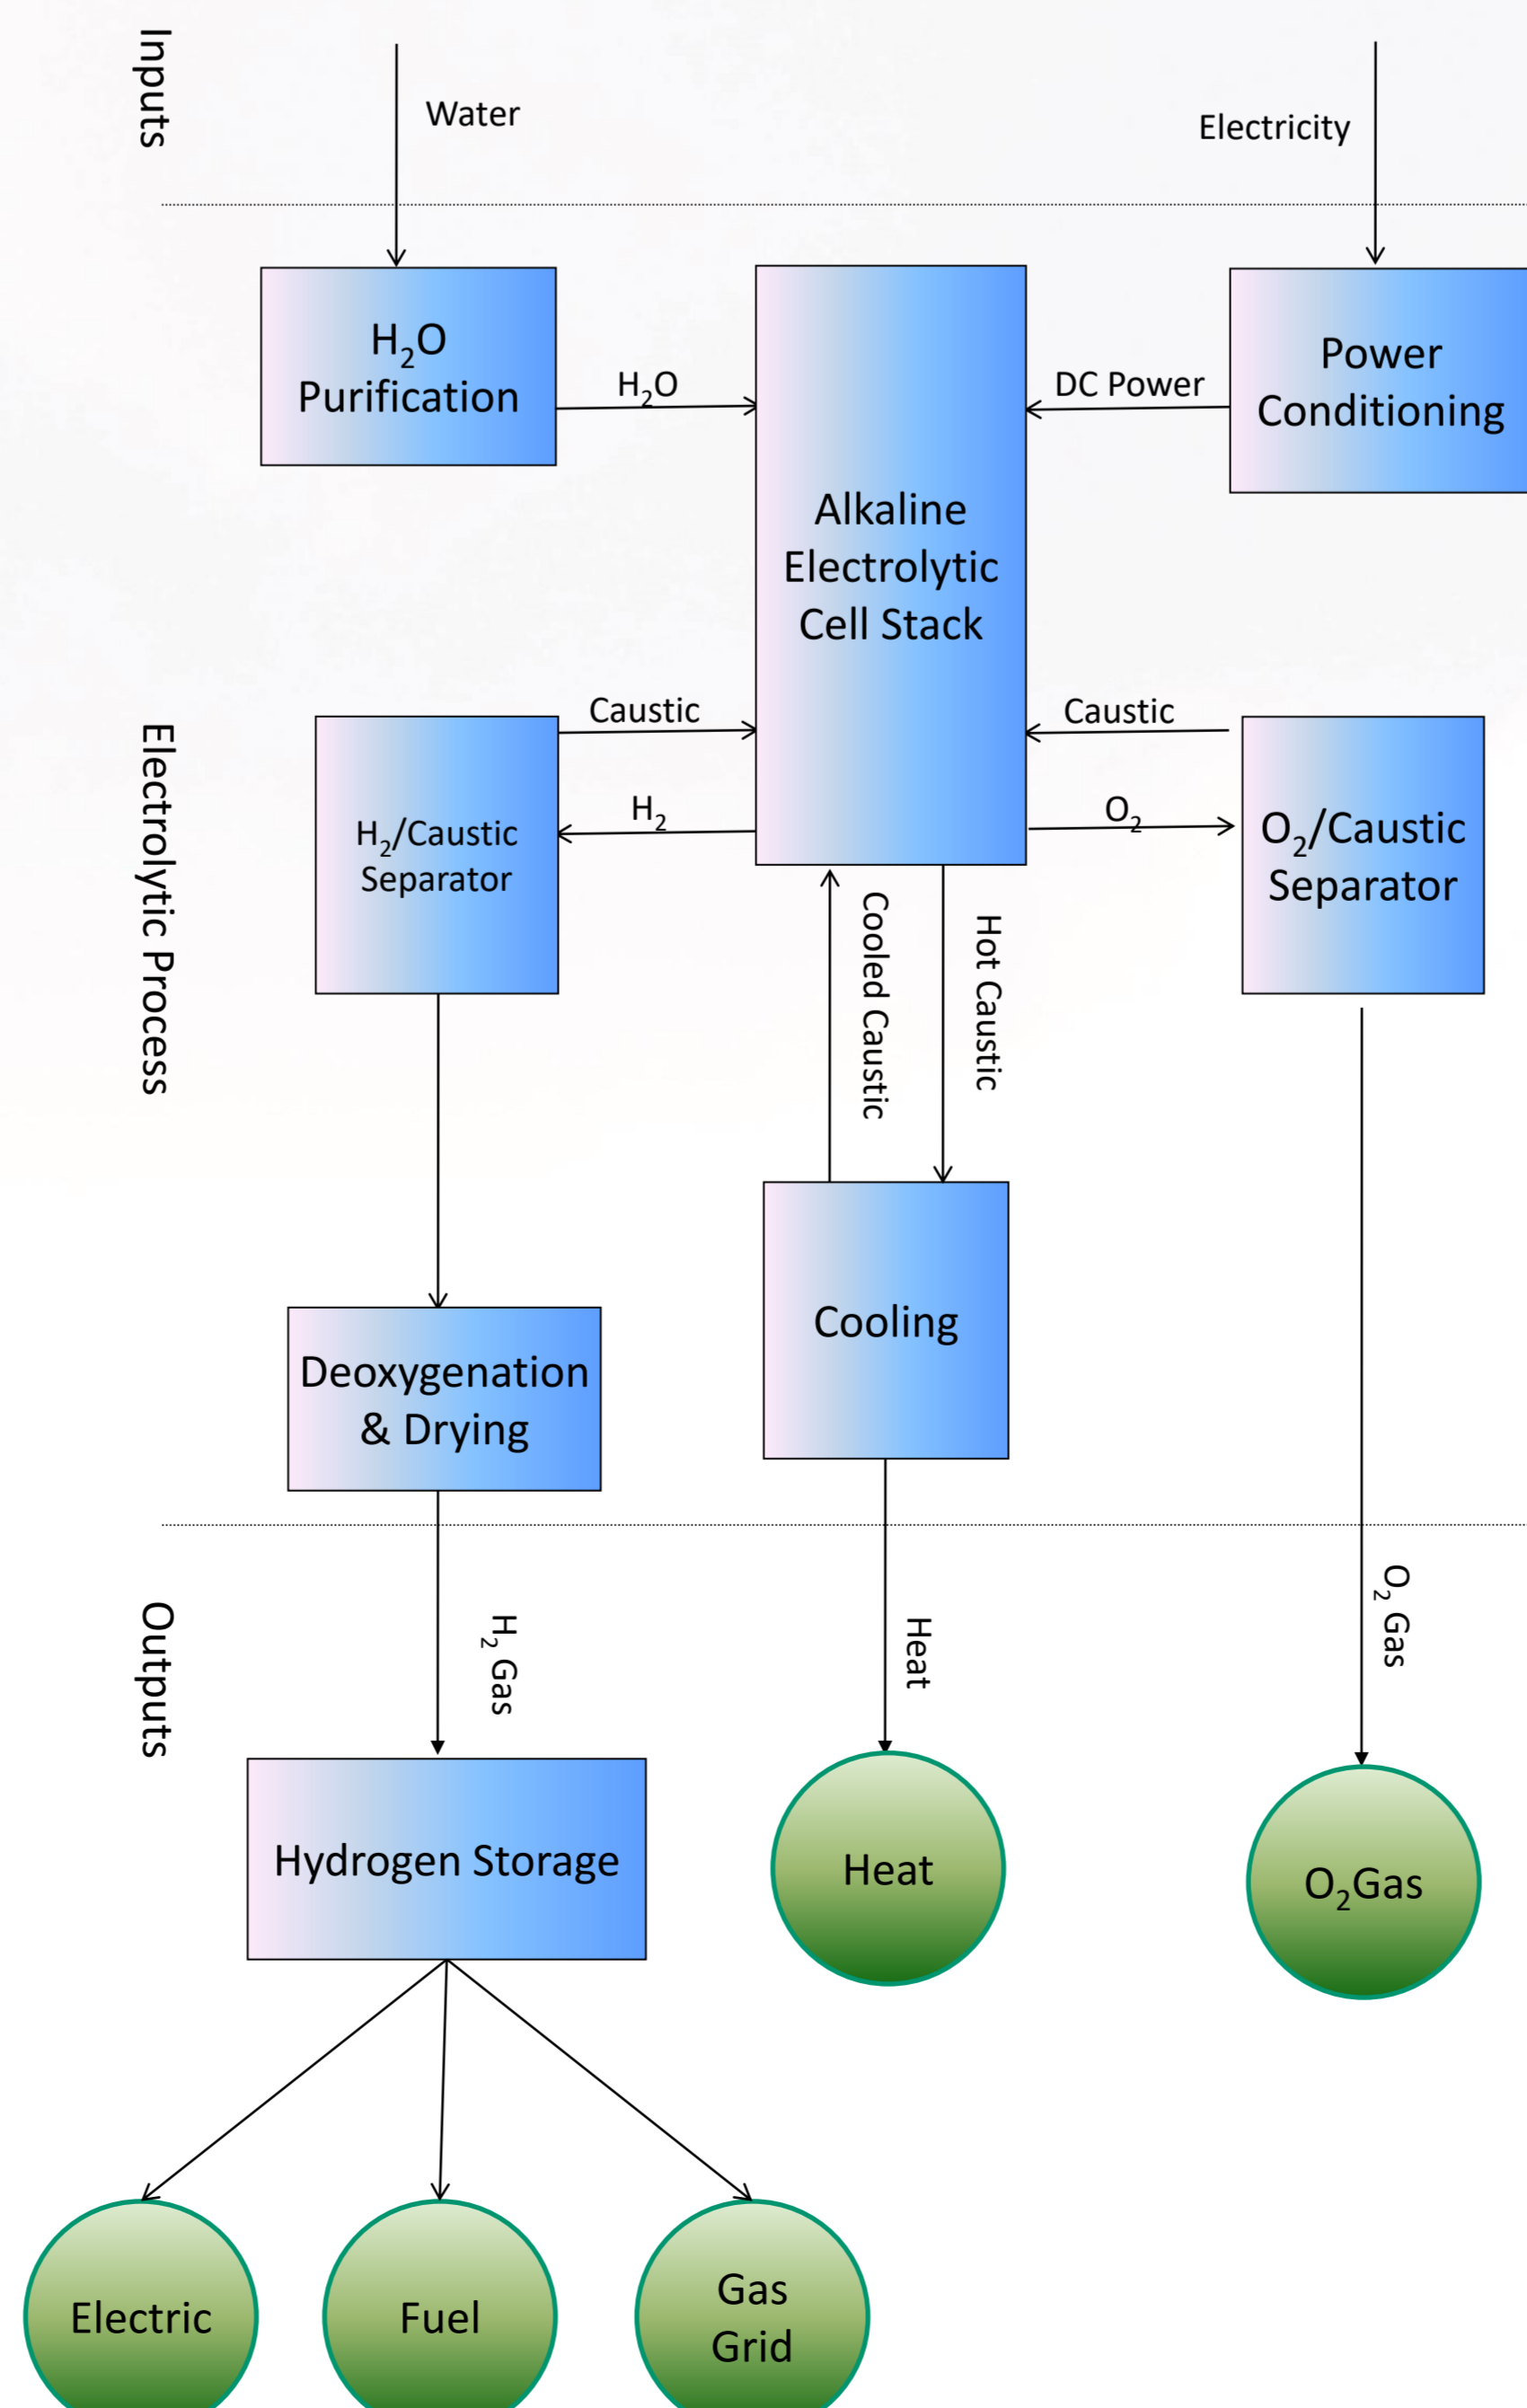 Inputs
Water
Electricity
H₂O
Purification
H₂O
Alkaline
Electrolytic
Cell Stack
DC Power
Power
Conditioning
Electrolytic Process
Caustic
Caustic
H₂/Caustic
Separator
H₂
O₂
O₂/Caustic
Separator
Cooled Caustic
Hot Caustic
Deoxygenation
& Drying
Cooling
Outputs
H₂ Gas
Heat
O₂ Gas
Hydrogen Storage
Heat
O₂Gas
Electric
Fuel
Gas
Grid